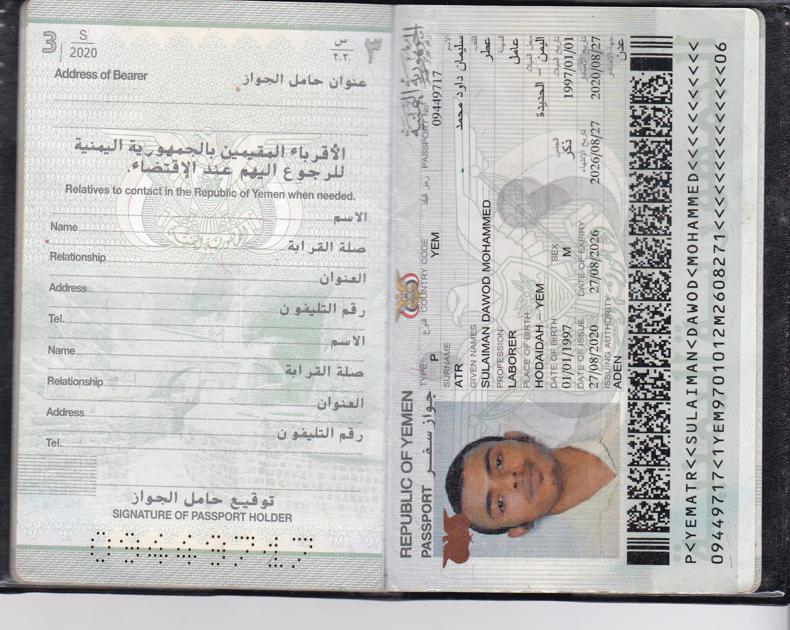 3
S
2020
س
٢٠٢٠
٣
Address of Bearer
عنوان حامل الجواز
الأقرباء المقيمين بالجمهورية اليمنية
للرجوع اليهم عند الإقتضاء.
Relatives to contact in the Republic of Yemen when needed.
Name الاسم
Relationship صلة القرابة
Address العنوان
Tel. رقم التليفون
Name الاسم
Relationship صلة القرابة
Address العنوان
Tel. رقم التليفون
توقيع حامل الجواز
SIGNATURE OF PASSPORT HOLDER
REPUBLIC OF YEMEN الجمهورية اليمنية
PASSPORT جواز سفر TYPE النوع COUNTRY CODE رمز البلد PASSPORT No
P YEM 09449717
SURNAME الاسم
ATR سليمان داود محمد
GIVEN NAMES اللقب
SULAIMAN DAWOD MOHAMMED عطر
PROFESSION المهنة
LABORER عامل
PLACE OF BIRTH محل الميلاد
HODAIDAH – YEM اليمن – الحديدة
DATE OF BIRTH SEX الجنس تاريخ الميلاد
01/01/1997 M ذكر 1997/01/01
DATE OF ISSUE DATE OF EXPIRY تاريخ الانتهاء تاريخ الاصدار
27/08/2020 27/08/2026 2026/08/27 2020/08/27
ISSUING AUTHORITY جهة الاصدار
ADEN عدن
P<YEMATR<<SULAIMAN<DAWOD<MOHAMMED<<<<<<<<<<<
09449717<1YEM9701012M2608271<<<<<<<<<<<<<<06